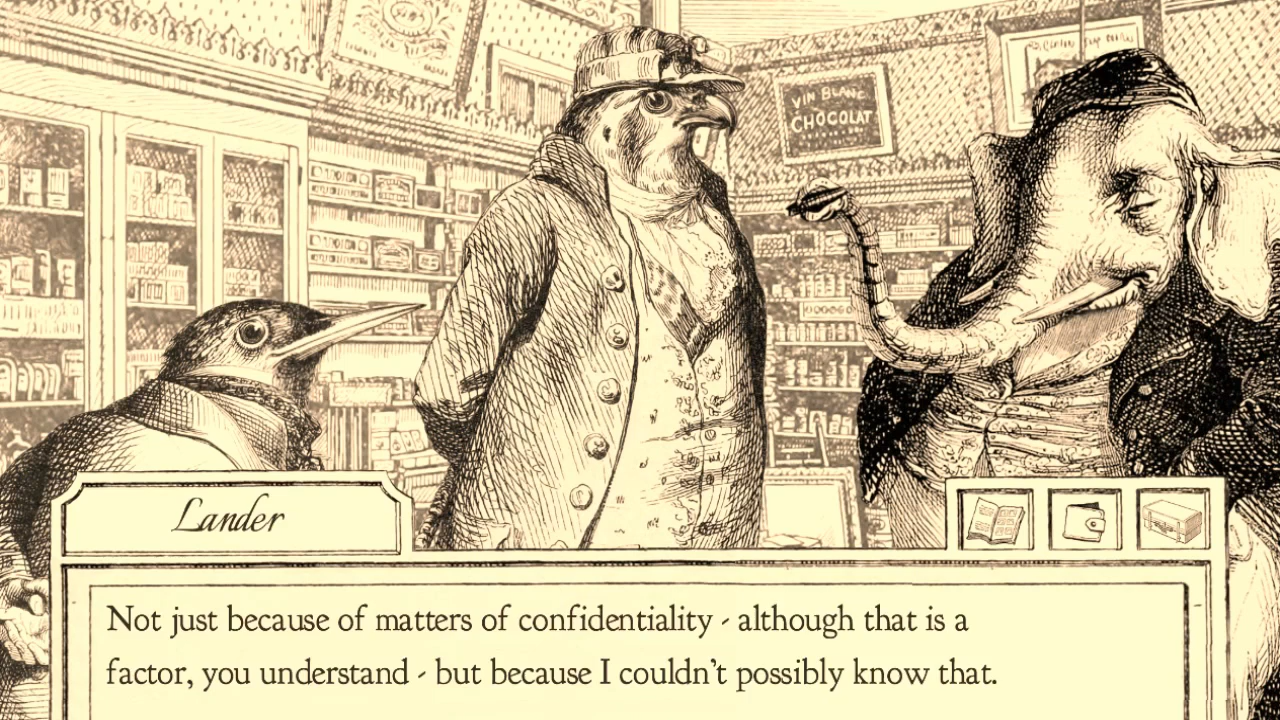 VIN BLANC
CHOCOLAT
Lander
Not just because of matters of confidentiality - although that is a
factor, you understand - but because I couldn't possibly know that.